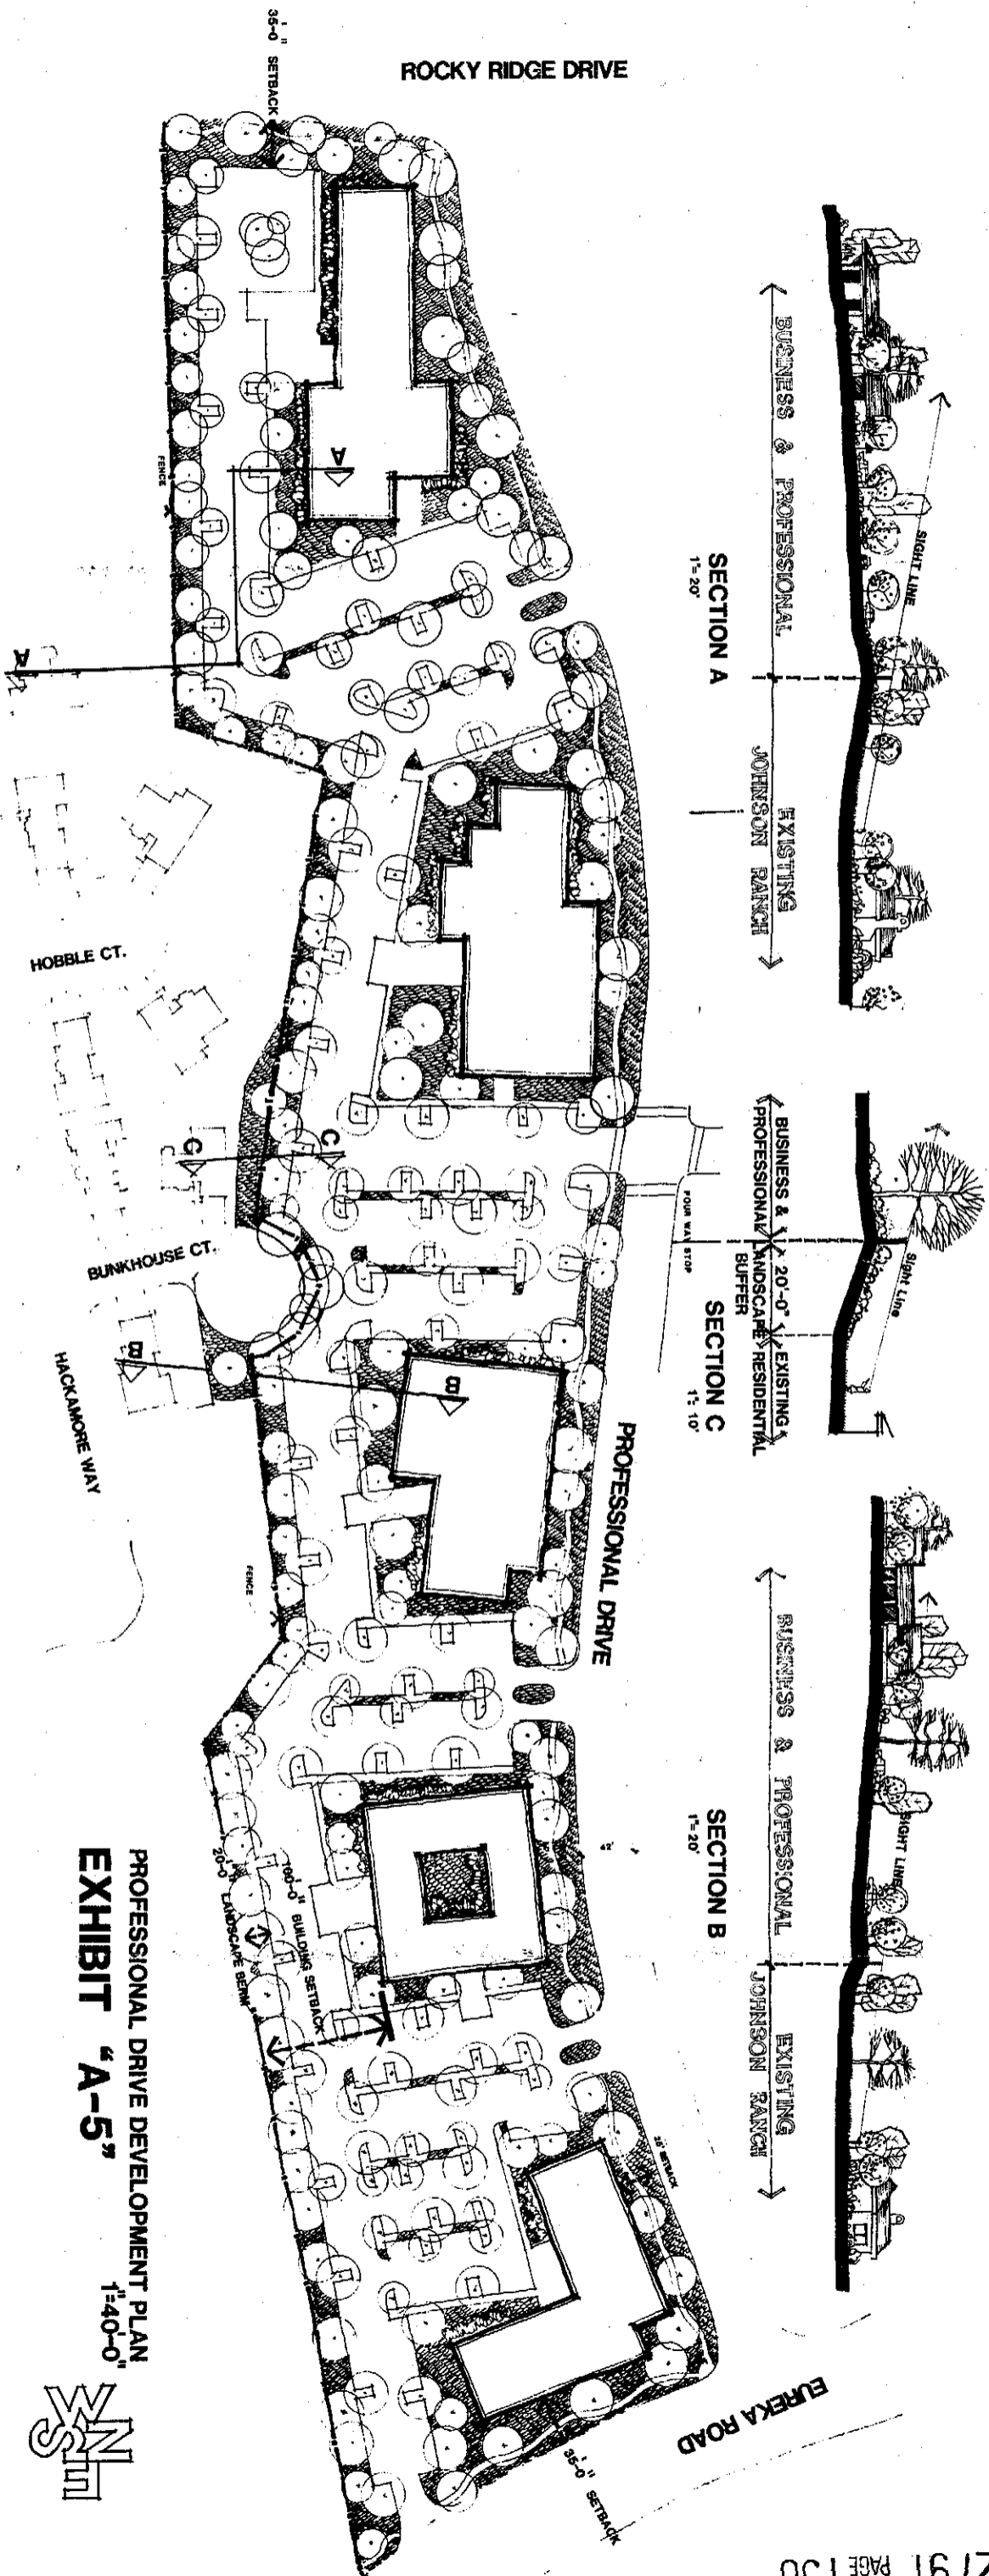 ROCKY RIDGE DRIVE
35'-0" SETBACK
BUSINESS & PROFESSIONAL
SIGHT LINE
EXISTING
JOHNSON RANCH
SECTION A
1"= 20'
BUSINESS &
PROFESSIONAL
20'-0"
LANDSCAPE
BUFFER
EXISTING
RESIDENTIAL
Sight Line
SECTION C
1": 10'
BUSINESS & PROFESSIONAL
SIGHT LINE
EXISTING
JOHNSON RANCH
SECTION B
1"= 20'
FENCE
A
A
HOBBLE CT.
C
C
BUNKHOUSE CT.
FOUR WAY STOP
B
B
HACKAMORE WAY
PROFESSIONAL DRIVE
FENCE
100'-0" BUILDING SETBACK
20'-0" LANDSCAPE BERM
EUREKA ROAD
35'-0" SETBACK
PROFESSIONAL DRIVE DEVELOPMENT PLAN
EXHIBIT "A-5"
1"=40'-0"
N
W
S
E
PAGE